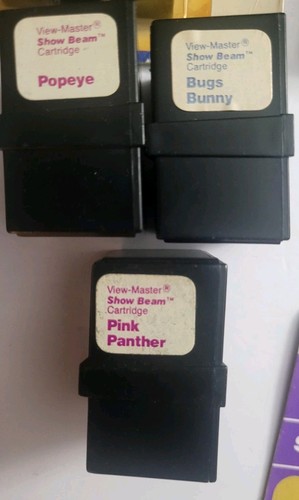 View-Master®
Show Beam™
Cartridge
Popeye
View-Master®
Show Beam™
Cartridge
Bugs
Bunny
View-Master®
Show Beam™
Cartridge
Pink
Panther